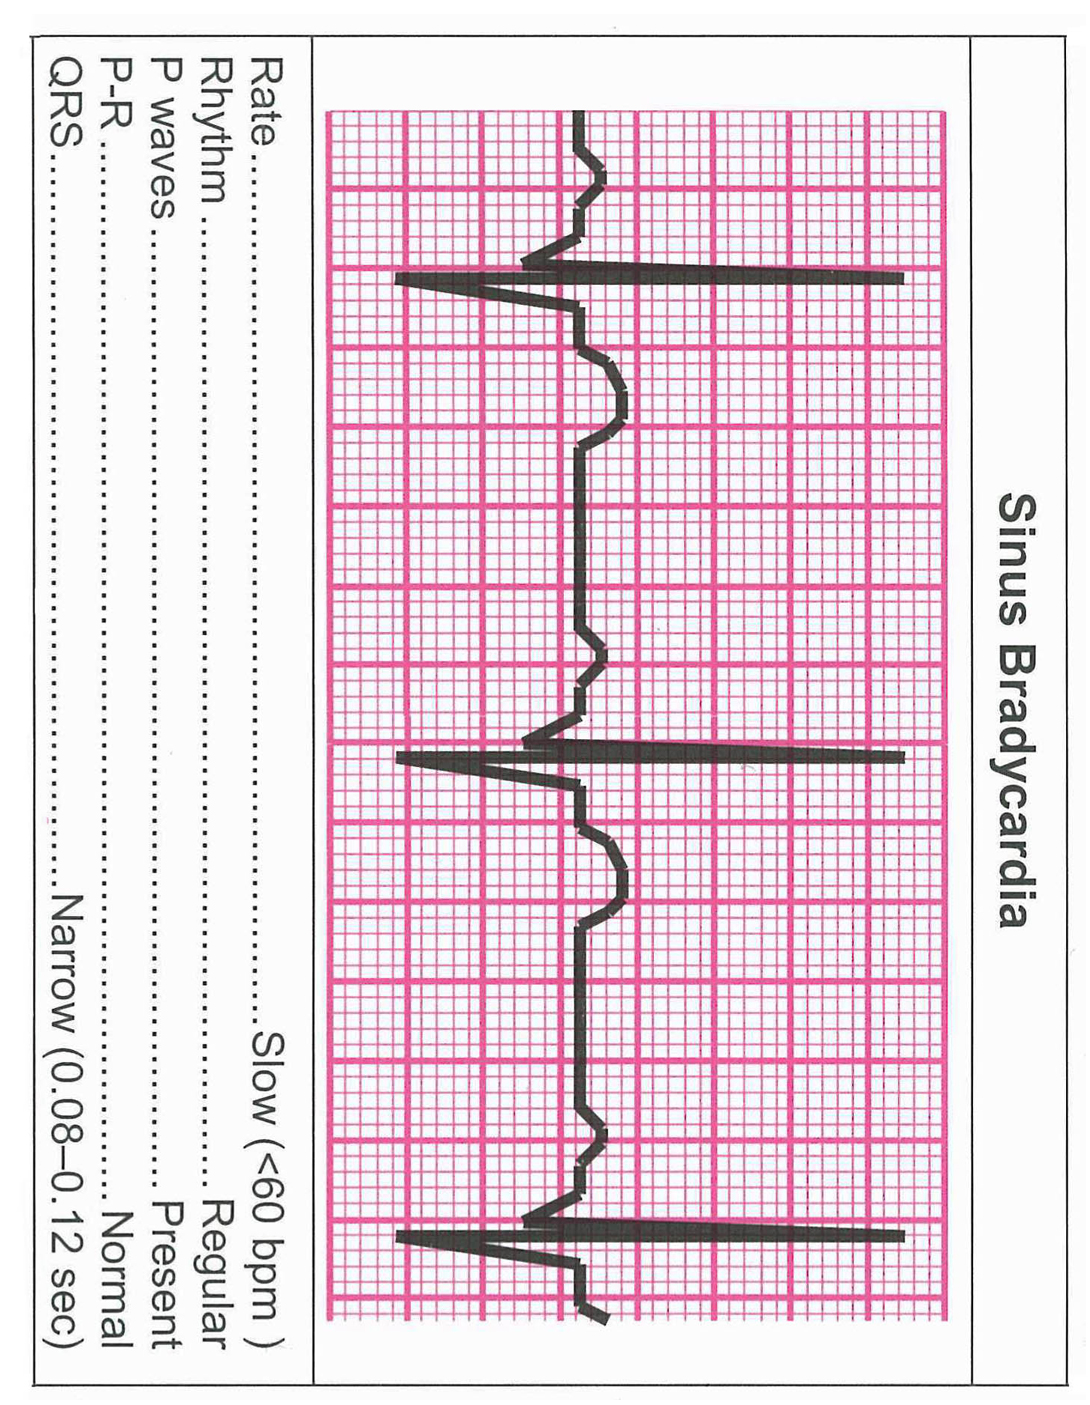 Sinus Bradycardia
Rate..........................................................................Slow (<60 bpm )
Rhythm ..................................................................................... Regular
P waves..................................................................................... Present
P-R ............................................................................................. Normal
QRS..............................................................Narrow (0.08–0.12 sec)